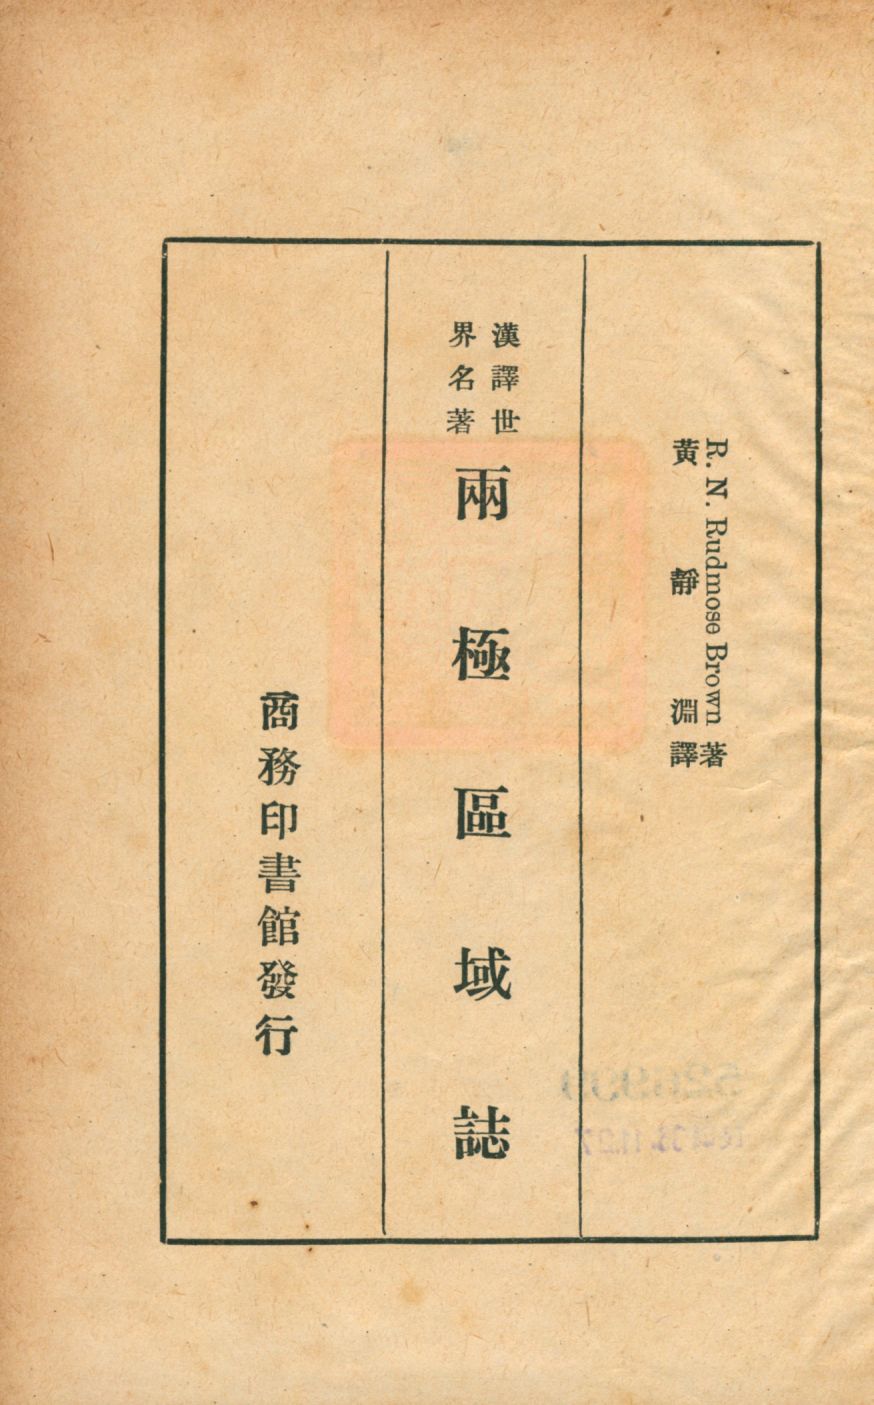 R. N. Rudmose Brown 著
黃靜淵譯
漢譯世
界名著
兩極區域誌
商務印書館發行